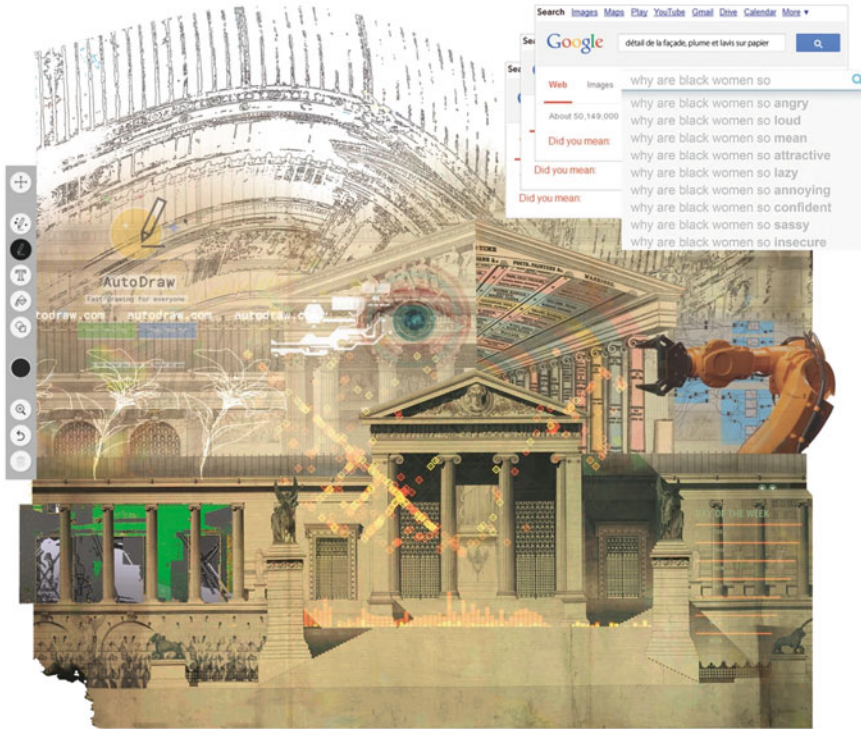 Search Images Maps Play YouTube Gmail Drive Calendar More ▼
Google
détail de la façade, plume et lavis sur papier
Web Images
About 50,149,000
Did you mean:
Did you mean:
Did you mean:
why are black women so
why are black women so angry
why are black women so loud
why are black women so mean
why are black women so attractive
why are black women so lazy
why are black women so annoying
why are black women so confident
why are black women so sassy
why are black women so insecure
AutoDraw
Fast drawing for everyone
todraw.com autodraw.com autodraw.com
DAY OF THE WEEK